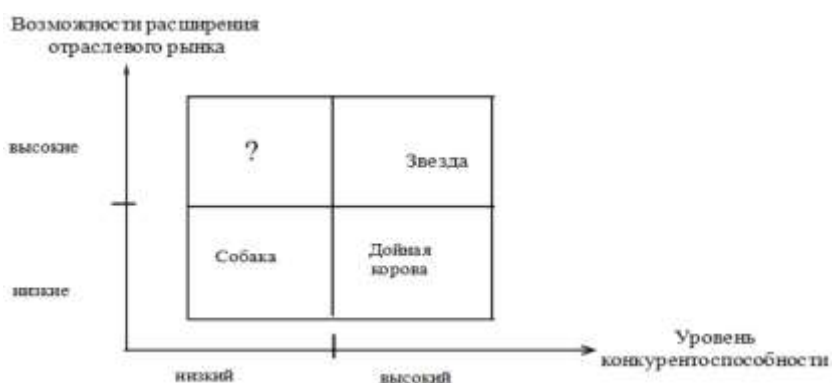 Возможности расширения
отраслевого рынка
высокие
?
Звезда
Собака
Дойная
корова
низкие
Уровень
конкурентоспособности
низкий
высокий